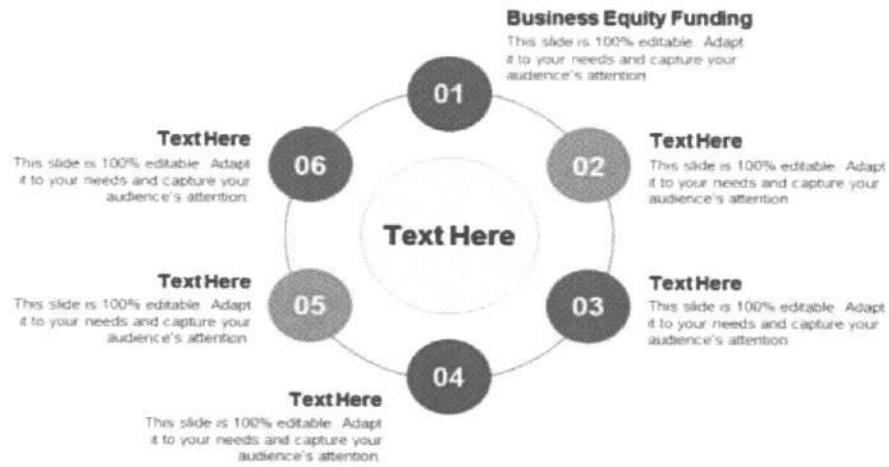 Business Equity Funding
This slide is 100% editable. Adapt
it to your needs and capture your
audience's attention
01
Text Here
This slide is 100% editable. Adapt
it to your needs and capture your
audience's attention.
06
02
Text Here
This slide is 100% editable. Adapt
it to your needs and capture your
audience's attention
Text Here
Text Here
This slide is 100% editable. Adapt
it to your needs and capture your
audience's attention.
05
03
Text Here
This slide is 100% editable. Adapt
it to your needs and capture your
audience's attention
04
Text Here
This slide is 100% editable. Adapt
it to your needs and capture your
audience's attention.